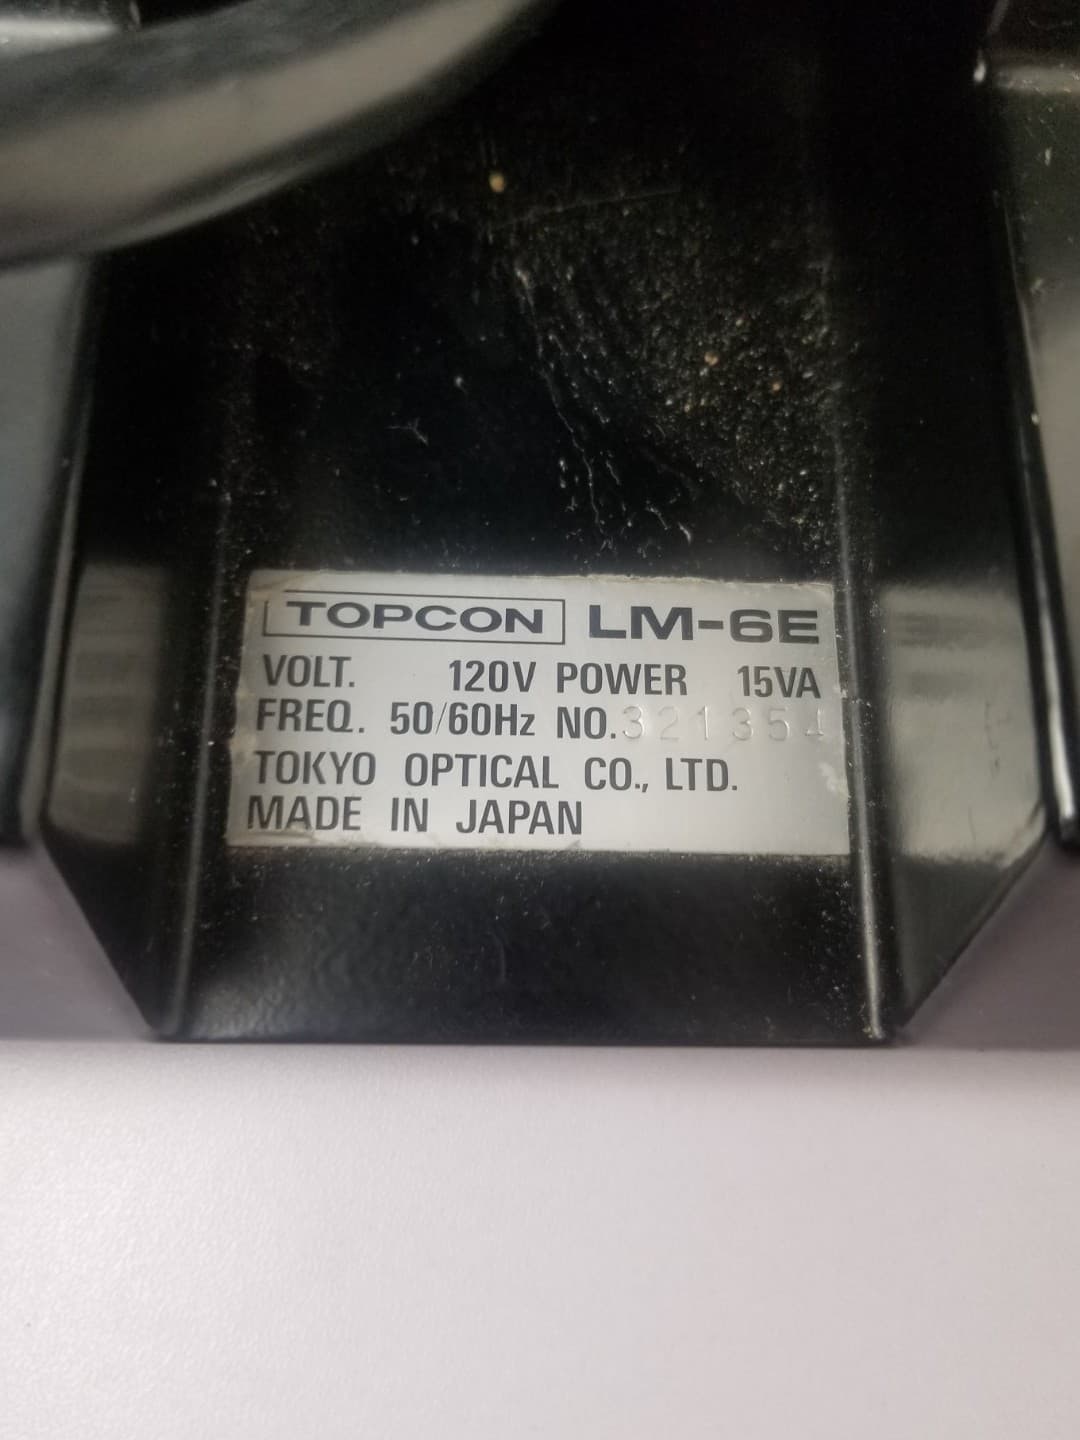 TOPCON LM-6E
VOLT. 120V POWER 15VA
FREQ. 50/60Hz NO.321354
TOKYO OPTICAL CO., LTD.
MADE IN JAPAN